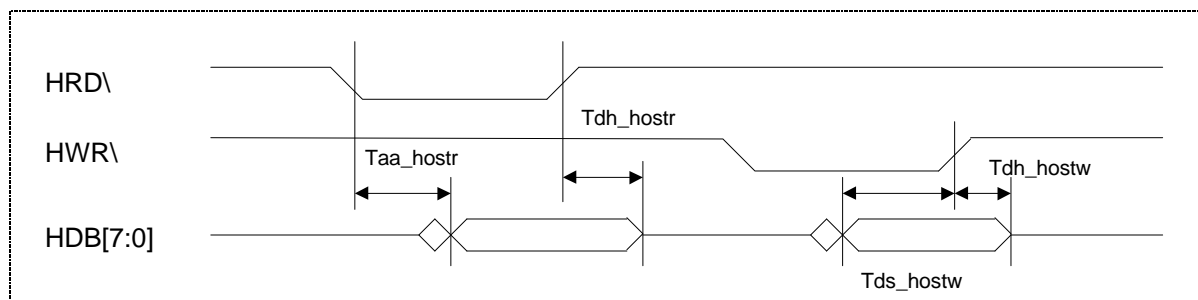 HRD\
Tdh_hostr
HWR\
Taa_hostr
Tdh_hostw
HDB[7:0]
Tds_hostw